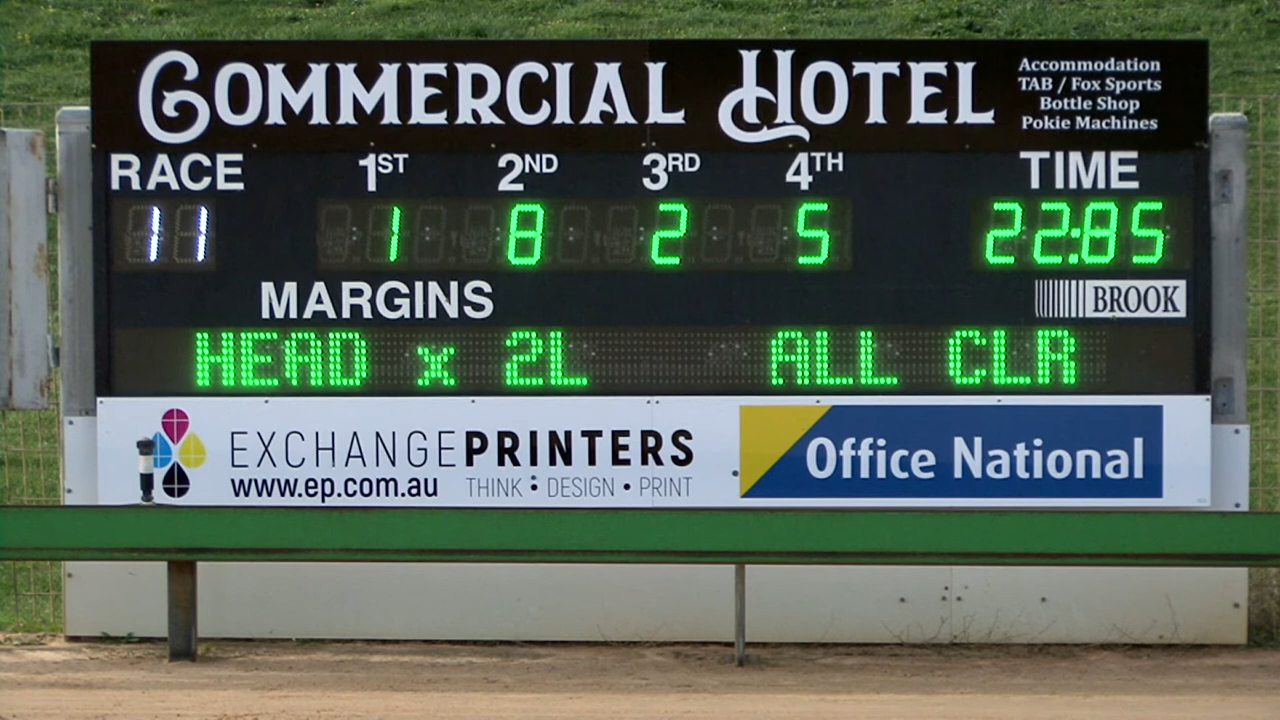 COMMERCIAL HOTEL
Accommodation
TAB / Fox Sports
Bottle Shop
Pokie Machines
RACE 1ST 2ND 3RD 4TH TIME
11 1 8 2 5 22:85
MARGINS
BROOK
HEAD x 2L ALL CLR
EXCHANGEPRINTERS
www.ep.com.au THINK • DESIGN • PRINT
Office National